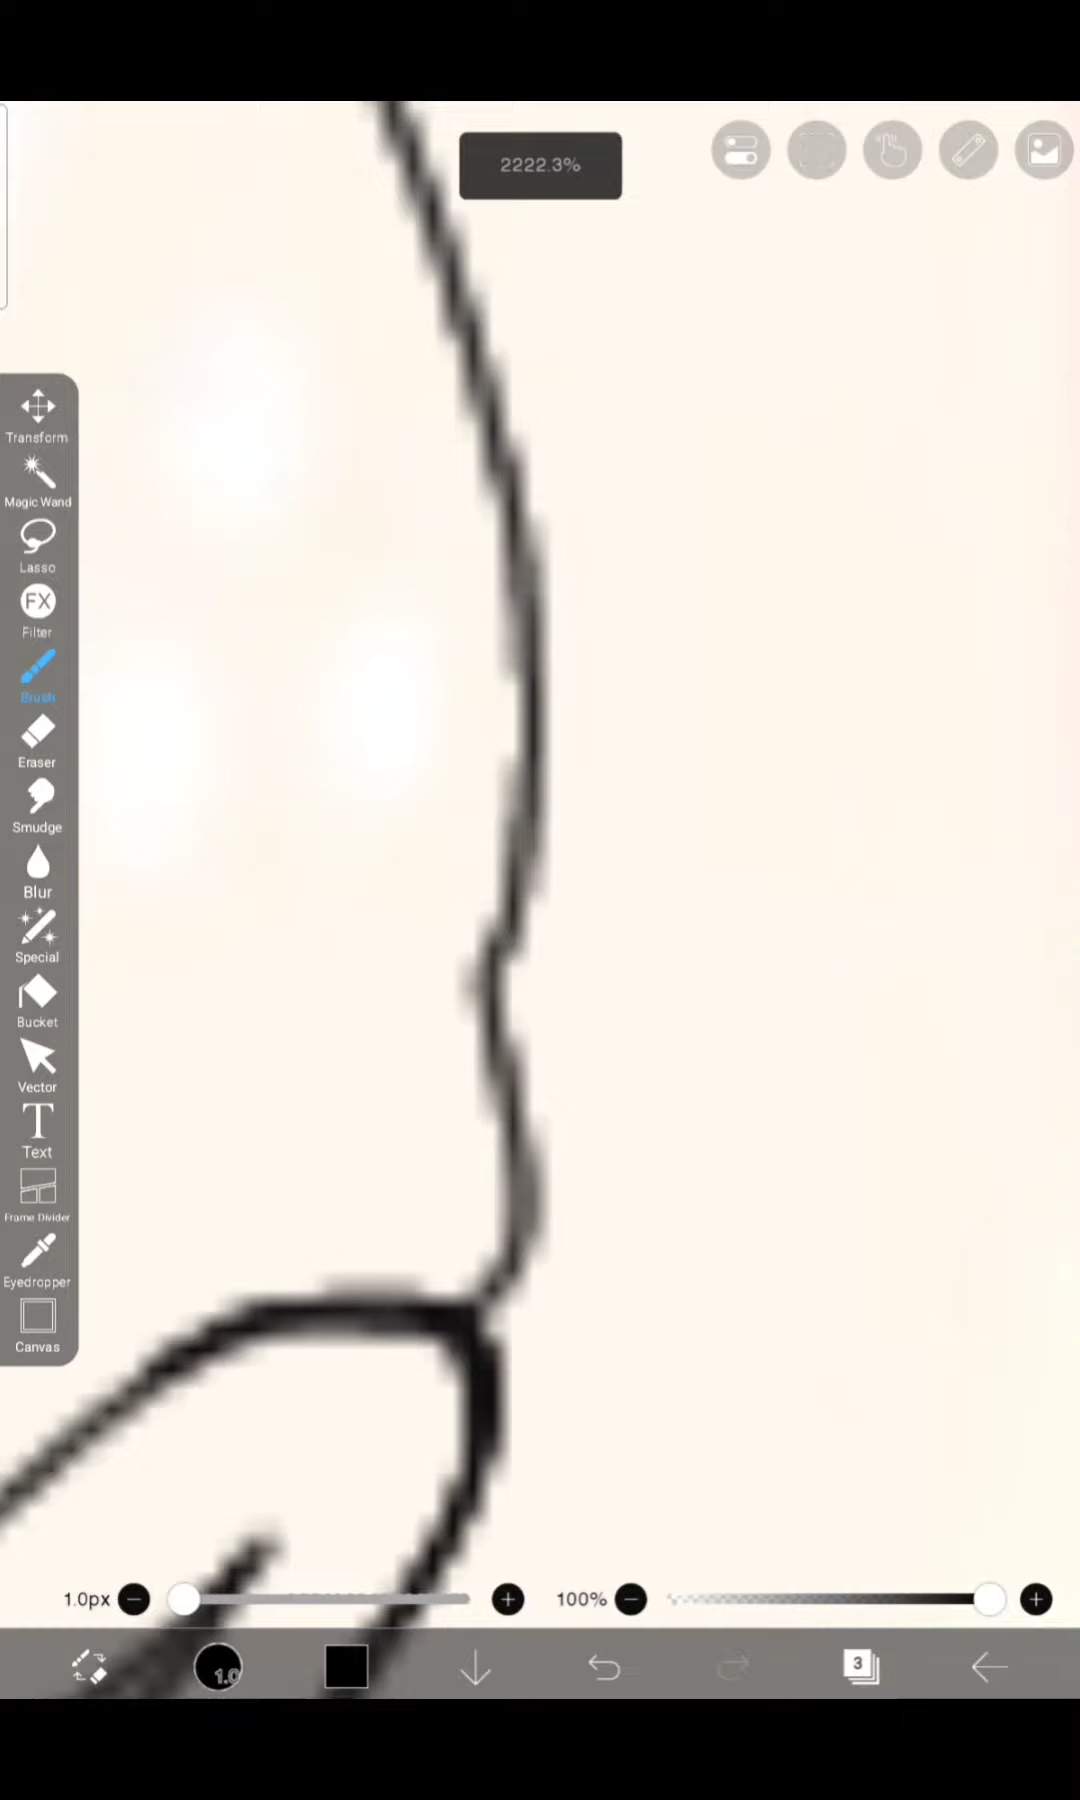 2222.3%
Transform
Magic Wand
Lasso
FX
Filter
Brush
Eraser
Smudge
Blur
Special
Bucket
Vector
T
Text
Frame Divider
Eyedropper
Canvas
1.0px
100%
1.0
3